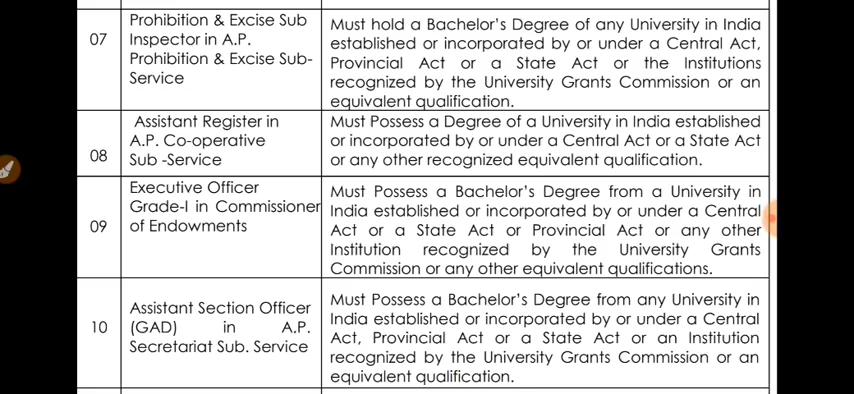 07
Prohibition & Excise Sub
Inspector in A.P.
Prohibition & Excise Sub-
Service
Must hold a Bachelor's Degree of any University in India
established or incorporated by or under a Central Act,
Provincial Act or a State Act or the Institutions
recognized by the University Grants Commission or an
equivalent qualification.
08
Assistant Register in
A.P. Co-operative
Sub -Service
Must Possess a Degree of a University in India established
or incorporated by or under a Central Act or a State Act
or any other recognized equivalent qualification.
09
Executive Officer
Grade-I in Commissioner
of Endowments
Must Possess a Bachelor's Degree from a University in
India established or incorporated by or under a Central
Act or a State Act or Provincial Act or any other
Institution recognized by the University Grants
Commission or any other equivalent qualifications.
10
Assistant Section Officer
(GAD) in A.P.
Secretariat Sub. Service
Must Possess a Bachelor's Degree from any University in
India established or incorporated by or under a Central
Act, Provincial Act or a State Act or an Institution
recognized by the University Grants Commission or an
equivalent qualification.